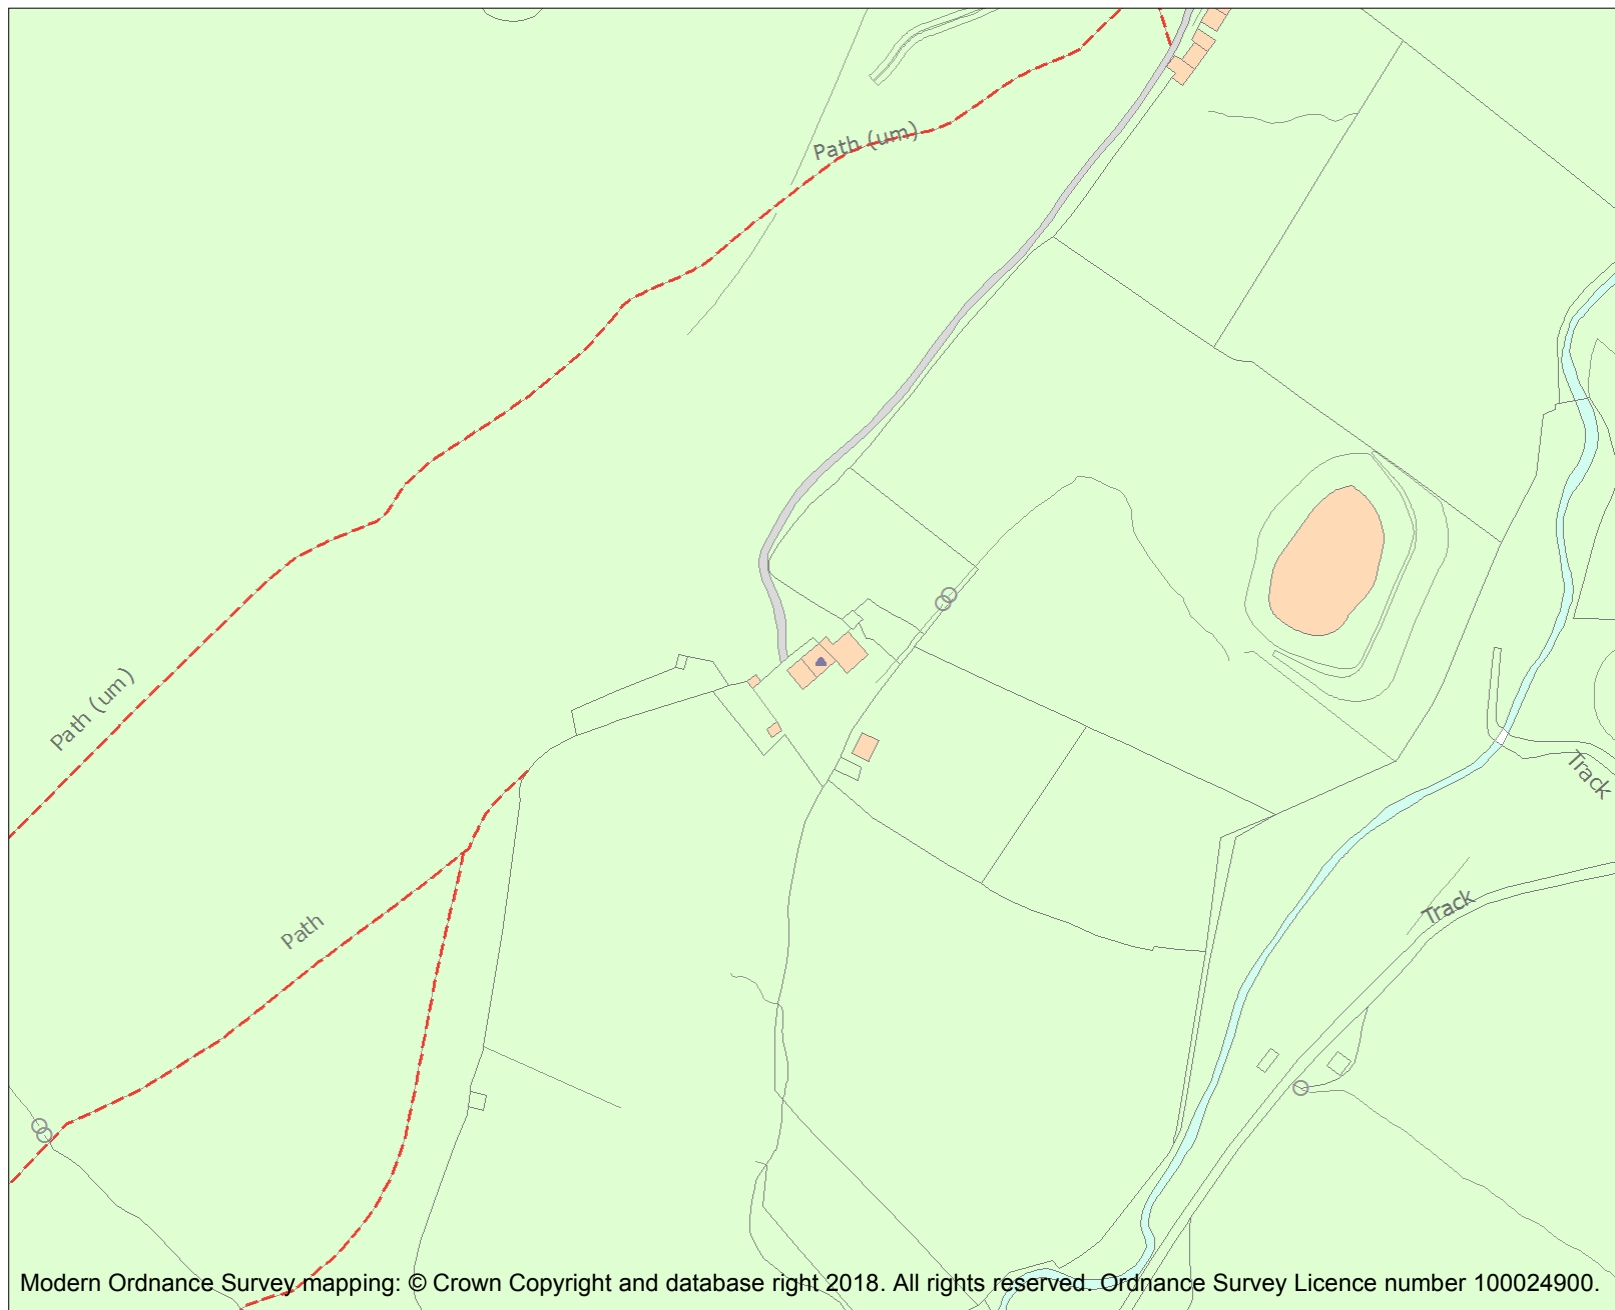 Path (um)
Path (um)
Track
Track
Path
Modern Ordnance Survey mapping: © Crown Copyright and database right 2018. All rights reserved. Ordnance Survey Licence number 100024900.